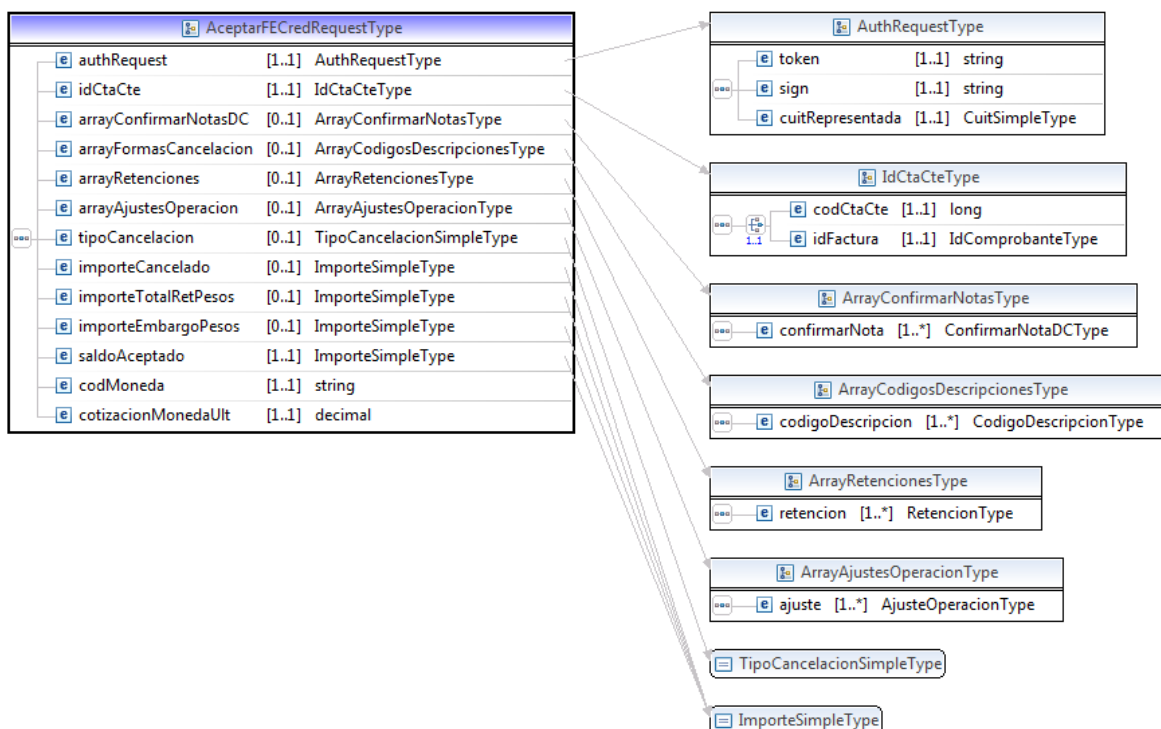 AceptarFECredRequestType
authRequest [1..1] AuthRequestType
idCtaCte [1..1] IdCtaCteType
arrayConfirmarNotasDC [0..1] ArrayConfirmarNotasType
arrayFormasCancelacion [0..1] ArrayCodigosDescripcionesType
arrayRetenciones [0..1] ArrayRetencionesType
arrayAjustesOperacion [0..1] ArrayAjustesOperacionType
tipoCancelacion [0..1] TipoCancelacionSimpleType
importeCancelado [0..1] ImporteSimpleType
importeTotalRetPesos [0..1] ImporteSimpleType
importeEmbargoPesos [0..1] ImporteSimpleType
saldoAceptado [1..1] ImporteSimpleType
codMoneda [1..1] string
cotizacionMonedaUlt [1..1] decimal
AuthRequestType
token [1..1] string
sign [1..1] string
cuitRepresentada [1..1] CuitSimpleType
IdCtaCteType
codCtaCte [1..1] long
1..1
idFactura [1..1] IdComprobanteType
ArrayConfirmarNotasType
confirmarNota [1..*] ConfirmarNotaDCType
ArrayCodigosDescripcionesType
codigoDescripcion [1..*] CodigoDescripcionType
ArrayRetencionesType
retencion [1..*] RetencionType
ArrayAjustesOperacionType
ajuste [1..*] AjusteOperacionType
TipoCancelacionSimpleType
ImporteSimpleType